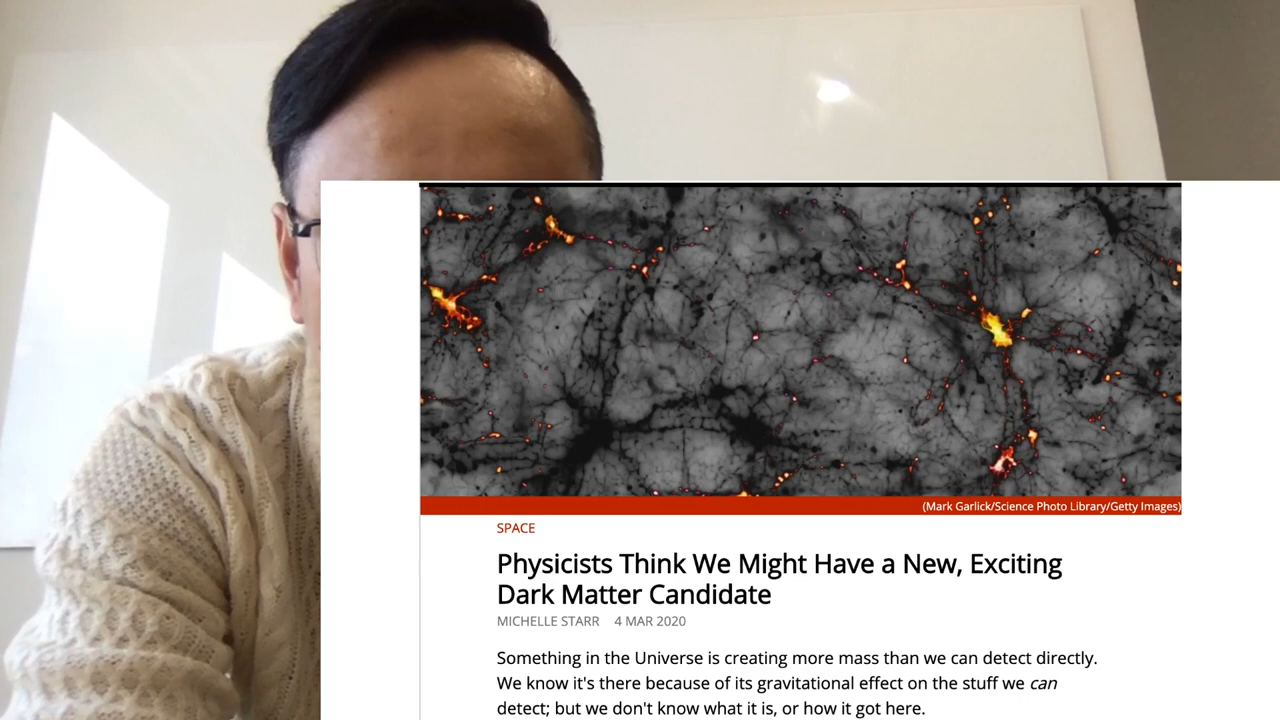 (Mark Garlick/Science Photo Library/Getty Images)
SPACE
Physicists Think We Might Have a New, Exciting
Dark Matter Candidate
MICHELLE STARR 4 MAR 2020
Something in the Universe is creating more mass than we can detect directly.
We know it's there because of its gravitational effect on the stuff we can
detect; but we don't know what it is, or how it got here.